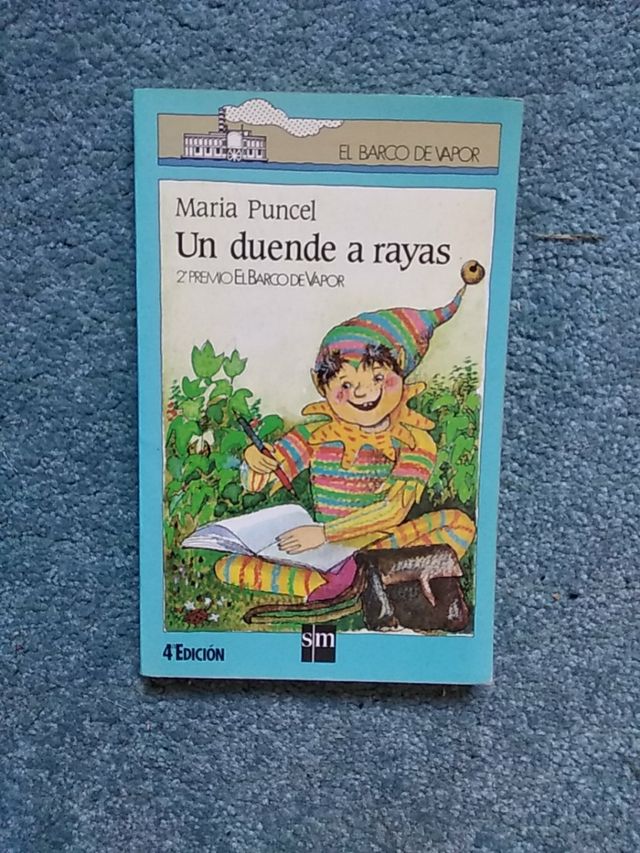 EL BARCO DE VAPOR
Maria Puncel
Un duende a rayas
2º PREMIO EL BARCO DE VAPOR
4ª EDICIÓN
sm